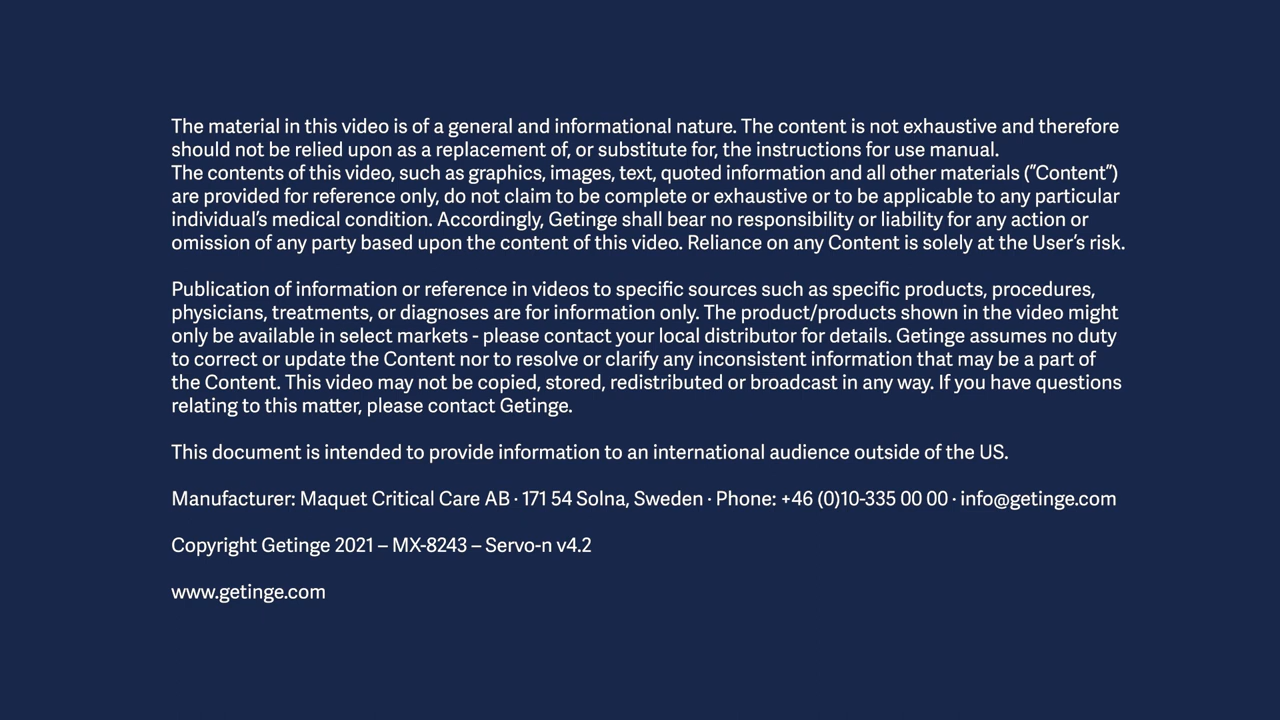 The material in this video is of a general and informational nature. The content is not exhaustive and therefore
should not be relied upon as a replacement of, or substitute for, the instructions for use manual.
The contents of this video, such as graphics, images, text, quoted information and all other materials (”Content”)
are provided for reference only, do not claim to be complete or exhaustive or to be applicable to any particular
individual’s medical condition. Accordingly, Getinge shall bear no responsibility or liability for any action or
omission of any party based upon the content of this video. Reliance on any Content is solely at the User’s risk.
Publication of information or reference in videos to specific sources such as specific products, procedures,
physicians, treatments, or diagnoses are for information only. The product/products shown in the video might
only be available in select markets - please contact your local distributor for details. Getinge assumes no duty
to correct or update the Content nor to resolve or clarify any inconsistent information that may be a part of
the Content. This video may not be copied, stored, redistributed or broadcast in any way. If you have questions
relating to this matter, please contact Getinge.
This document is intended to provide information to an international audience outside of the US.
Manufacturer: Maquet Critical Care AB · 171 54 Solna, Sweden · Phone: +46 (0)10-335 00 00 · info@getinge.com
Copyright Getinge 2021 – MX-8243 – Servo-n v4.2
www.getinge.com